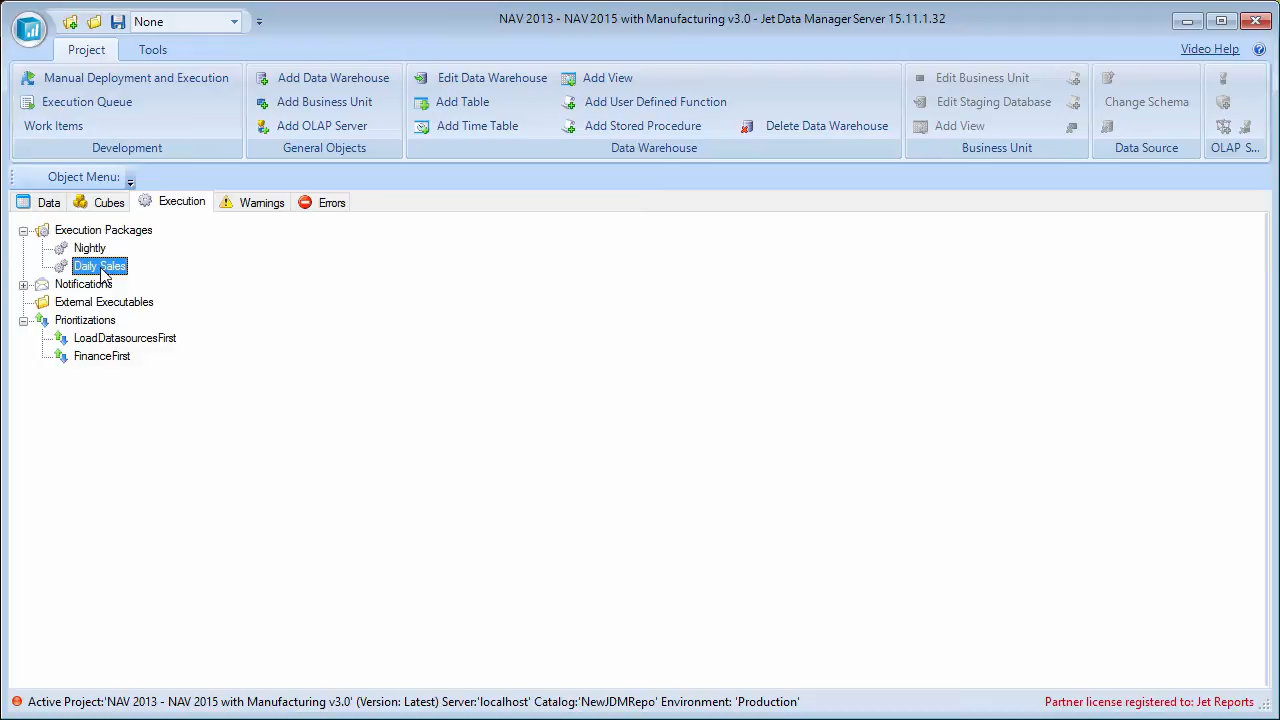 None
NAV 2013 - NAV 2015 with Manufacturing v3.0 - Jet Data Manager Server 15.11.1.32
Project
Tools
Video Help
Manual Deployment and Execution
Execution Queue
Work Items
Development
Add Data Warehouse
Add Business Unit
Add OLAP Server
General Objects
Edit Data Warehouse
Add Table
Add Time Table
Add View
Add User Defined Function
Add Stored Procedure
Delete Data Warehouse
Data Warehouse
Edit Business Unit
Edit Staging Database
Add View
Business Unit
Change Schema
Data Source
OLAP S...
Object Menu:
Data
Cubes
Execution
Warnings
Errors
Execution Packages
Nightly
Daily Sales
Notifications
External Executables
Prioritizations
LoadDatasourcesFirst
FinanceFirst
Active Project:'NAV 2013 - NAV 2015 with Manufacturing v3.0' (Version: Latest) Server:'localhost' Catalog:'NewJDMRepo' Environment: 'Production'
Partner license registered to: Jet Reports